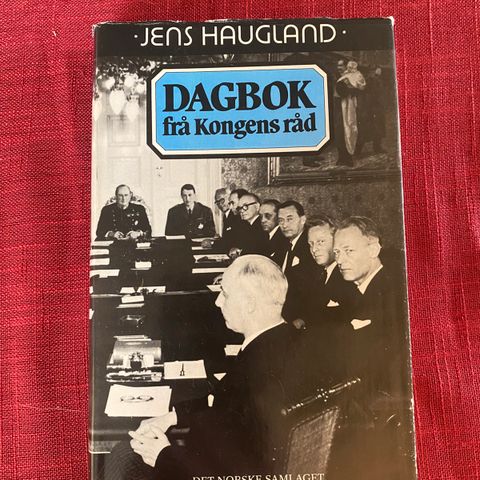 · JENS HAUGLAND ·
DAGBOK
frå Kongens råd
DET NORSKE SAMLAGET